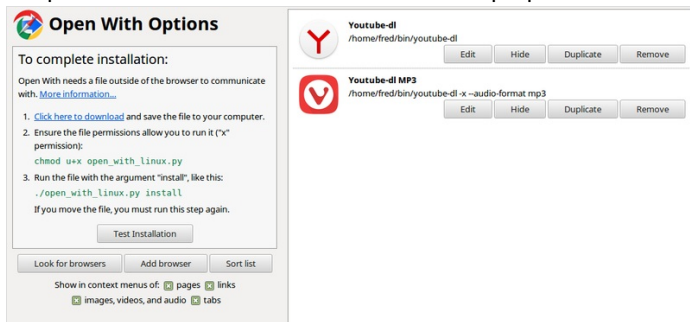 Open With Options
To complete installation:
Open With needs a file outside of the browser to communicate
with. More information...
1. Click here to download and save the file to your computer.
2. Ensure the file permissions allow you to run it ("x"
permission):
chmod u+x open_with_linux.py
3. Run the file with the argument "install", like this:
./open_with_linux.py install
If you move the file, you must run this step again.
Test Installation
Look for browsers Add browser Sort list
Show in context menus of: pages links
images, videos, and audio tabs
Youtube-dl
/home/fred/bin/youtube-dl
Edit Hide Duplicate Remove
Youtube-dl MP3
/home/fred/bin/youtube-dl -x --audio-format mp3
Edit Hide Duplicate Remove